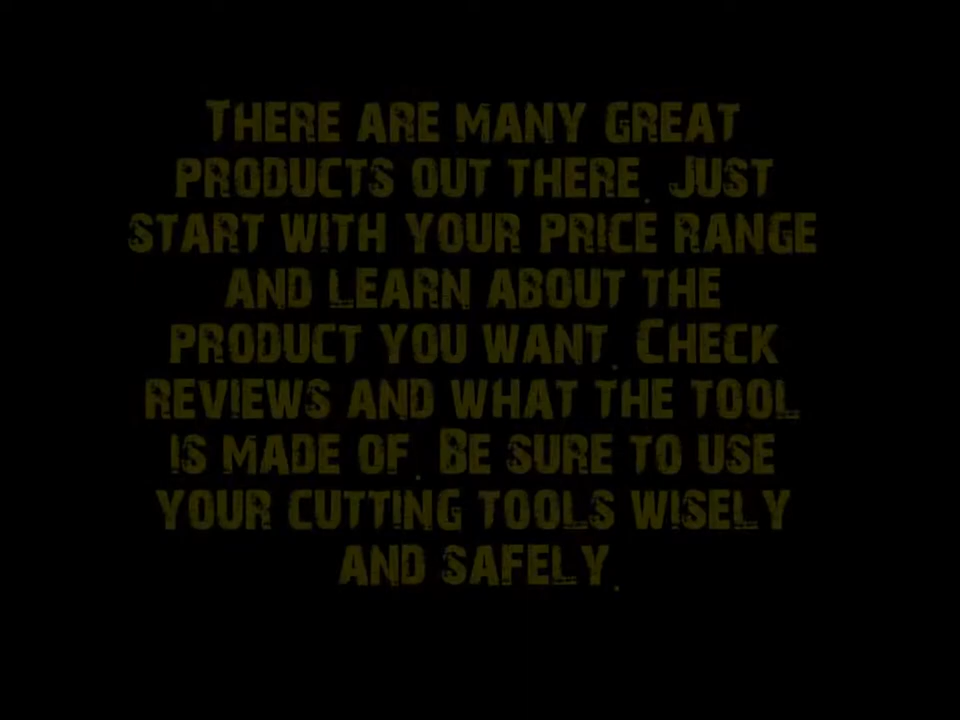 There are many great
products out there. Just
start with your price range
and learn about the
product you want. Check
reviews and what the tool
is made of. Be sure to use
your cutting tools wisely
and safely.